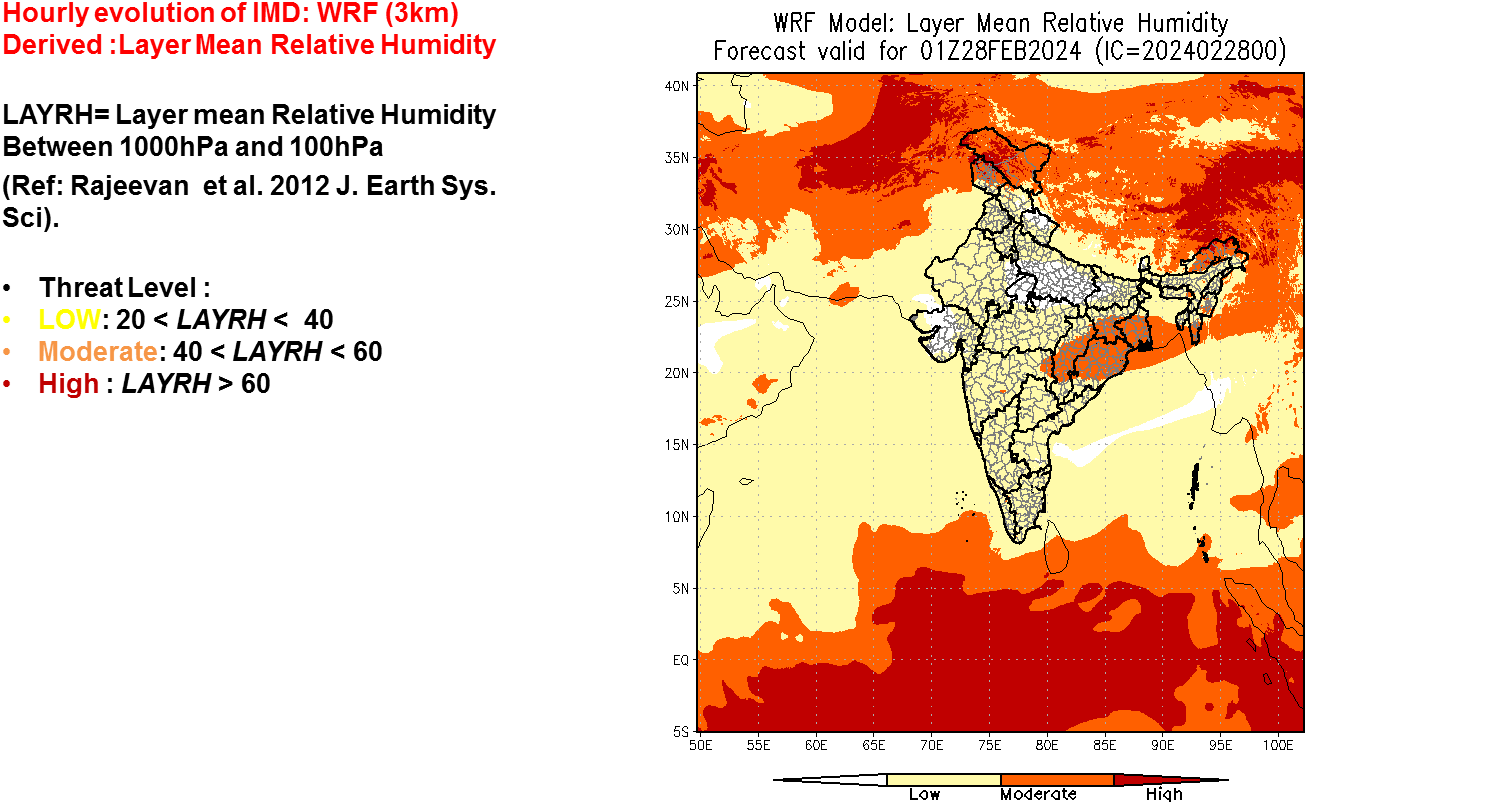 Hourly evolution of IMD: WRF (3km)
Derived :Layer Mean Relative Humidity
LAYRH= Layer mean Relative Humidity
Between 1000hPa and 100hPa
(Ref: Rajeevan et al. 2012 J. Earth Sys.
Sci).
• Threat Level :
• LOW: 20 < LAYRH < 40
• Moderate: 40 < LAYRH < 60
• High : LAYRH > 60
WRF Model: Layer Mean Relative Humidity
Forecast valid for 01Z28FEB2024 (IC=2024022800)
40N
35N
30N
25N
20N
15N
10N
5N
EQ
5S
50E 55E 60E 65E 70E 75E 80E 85E 90E 95E 100E
Low Moderate High